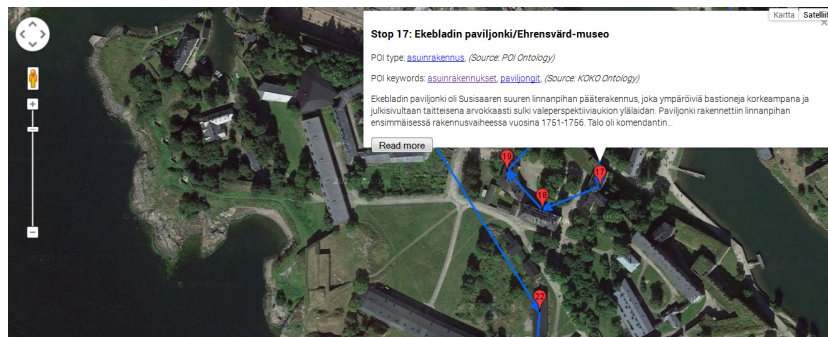 Kartta Satelliit
Stop 17: Ekebladin paviljonki/Ehrensvärd-museo
POI type: asuinrakennus, (Source: POI Ontology)
POI keywords: asuinrakennukset, paviljongit, (Source: KOKO Ontology)
Ekebladin paviljonki oli Susisaaren suuren linnanpihan päärakennus, joka ympäröiviä bastioneja korkeampana ja
julkisivultaan taitteisena arvokkaasti sulki valeperspektiiviaukion ylälaidan. Paviljonki rakennettiin linnanpihan
ensimmäisessä rakennusvaiheessa vuosina 1751-1756. Talo oli komendantin...
Read more
19
17
18
22